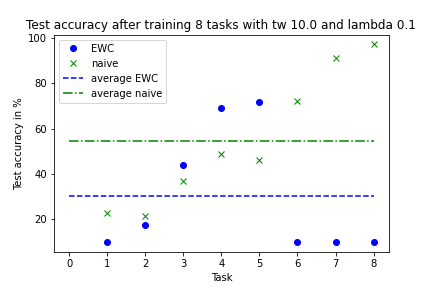 Test accuracy after training 8 tasks with tw 10.0 and lambda 0.1
EWC
naive
average EWC
average naive
100
80
60
40
20
Test accuracy in %
0 1 2 3 4 5 6 7 8
Task